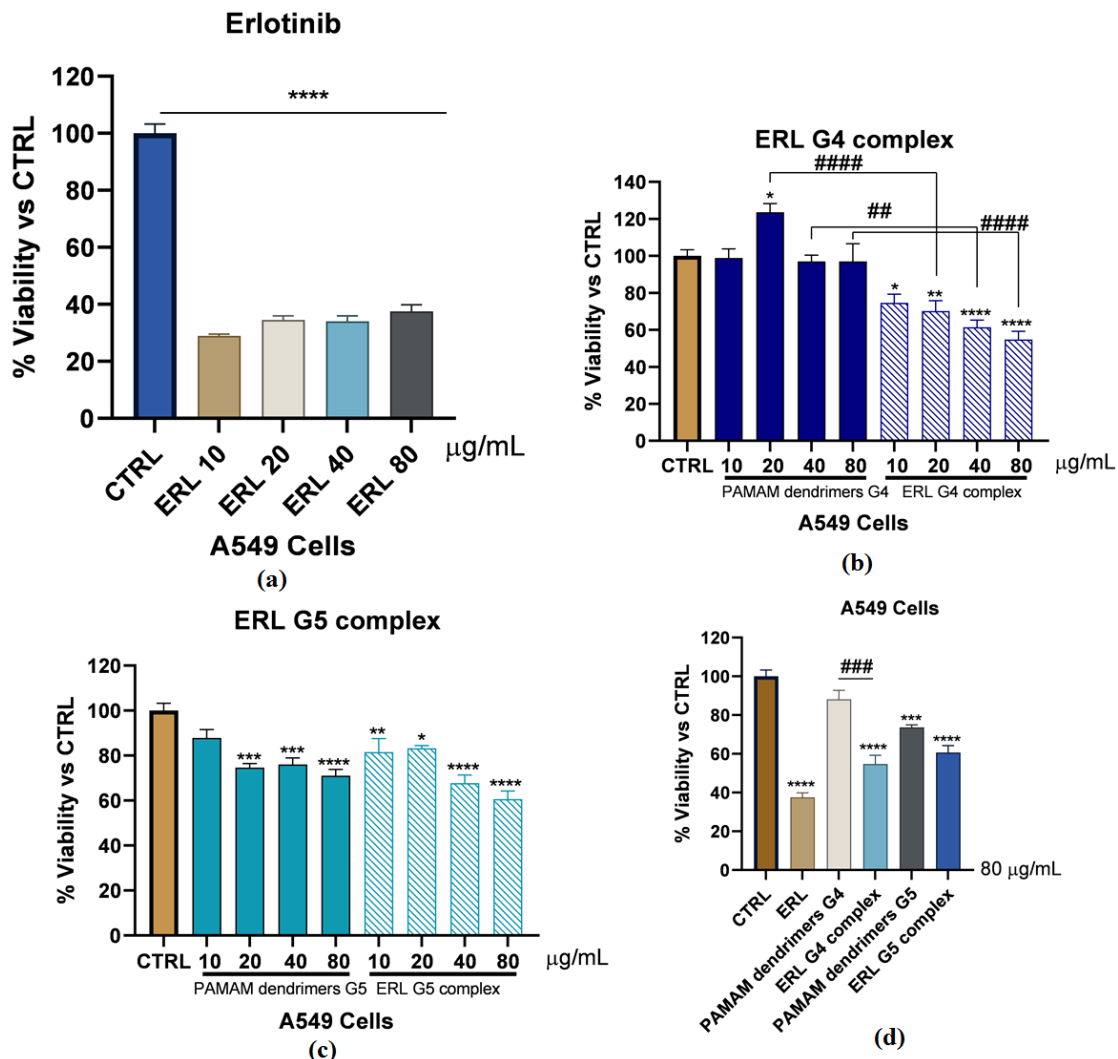 Erlotinib
% Viability vs CTRL
120
100
80
60
40
20
0
****
CTRL
ERL 10
ERL 20
ERL 40
ERL 80
μg/mL
A549 Cells
(a)
ERL G4 complex
% Viability vs CTRL
140
120
100
80
60
40
20
0
####
##
####
*
*
**
****
****
CTRL 10 20 40 80 10 20 40 80 μg/mL
PAMAM dendrimers G4 ERL G4 complex
A549 Cells
(b)
ERL G5 complex
% Viability vs CTRL
120
100
80
60
40
20
0
***
***
****
**
*
****
****
CTRL 10 20 40 80 10 20 40 80 μg/mL
PAMAM dendrimers G5 ERL G5 complex
A549 Cells
(c)
A549 Cells
% Viability vs CTRL
120
100
80
60
40
20
0
****
###
****
***
****
80 μg/mL
CTRL
ERL
PAMAM dendrimers G4
ERL G4 complex
PAMAM dendrimers G5
ERL G5 complex
(d)